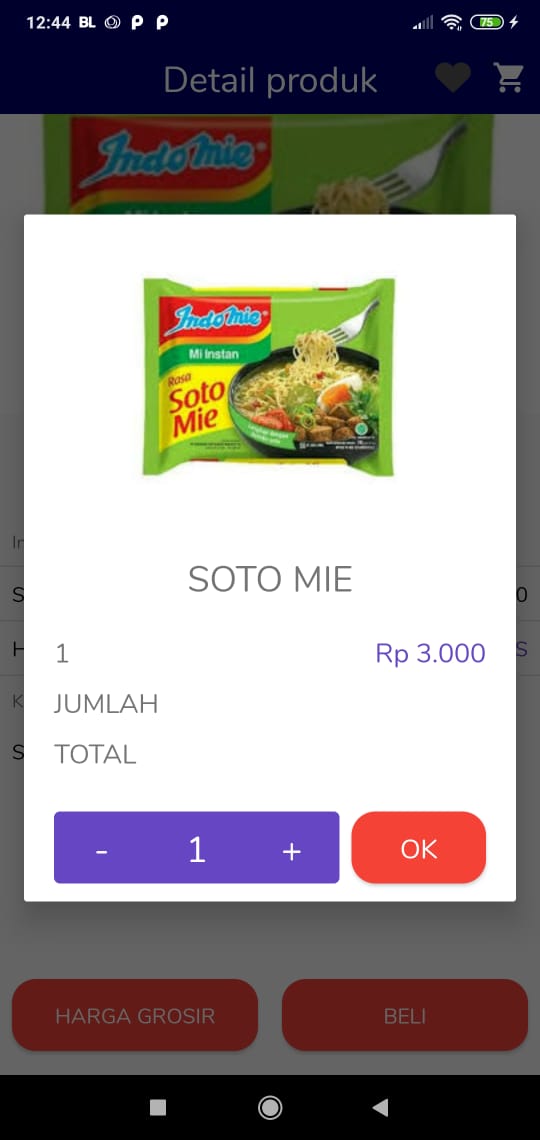 12:44 BL
75
Detail produk
Indomie
Indomie
Mi Instan
Rasa
Soto
Mie
SOTO MIE
1 Rp 3.000
JUMLAH
TOTAL
- 1 +
OK
HARGA GROSIR
BELI